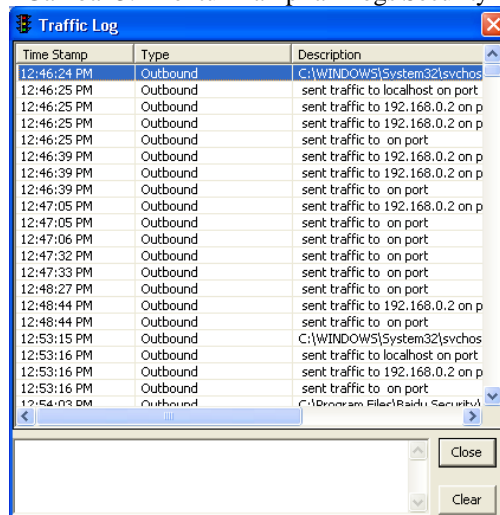 Traffic Log
Time Stamp Type Description
12:46:24 PM Outbound C:\WINDOWS\System32\svchos
12:46:25 PM Outbound sent traffic to localhost on port
12:46:25 PM Outbound sent traffic to 192.168.0.2 on p
12:46:25 PM Outbound sent traffic to 192.168.0.2 on p
12:46:25 PM Outbound sent traffic to on port
12:46:39 PM Outbound sent traffic to 192.168.0.2 on p
12:46:39 PM Outbound sent traffic to 192.168.0.2 on p
12:46:39 PM Outbound sent traffic to on port
12:47:05 PM Outbound sent traffic to 192.168.0.2 on p
12:47:05 PM Outbound sent traffic to on port
12:47:06 PM Outbound sent traffic to on port
12:47:32 PM Outbound sent traffic to on port
12:47:33 PM Outbound sent traffic to on port
12:48:27 PM Outbound sent traffic to on port
12:48:44 PM Outbound sent traffic to 192.168.0.2 on p
12:48:44 PM Outbound sent traffic to on port
12:53:15 PM Outbound C:\WINDOWS\System32\svchos
12:53:16 PM Outbound sent traffic to localhost on port
12:53:16 PM Outbound sent traffic to 192.168.0.2 on p
12:53:16 PM Outbound sent traffic to on port
12:54:03 PM Outbound C:\Program Files\Baidu Security\
Close
Clear